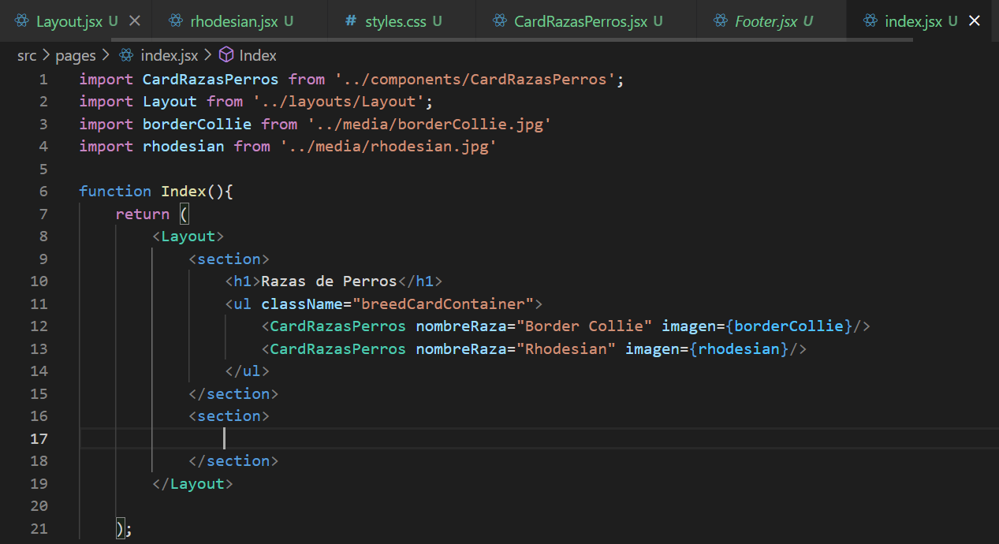 Layout.jsx U
rhodesian.jsx U
# styles.css U
CardRazasPerros.jsx U
Footer.jsx U
index.jsx U
src > pages > index.jsx > Index
1 import CardRazasPerros from '../components/CardRazasPerros';
2 import Layout from '../layouts/Layout';
3 import borderCollie from '../media/borderCollie.jpg'
4 import rhodesian from '../media/rhodesian.jpg'
5
6 function Index(){
7     return (
8         <Layout>
9             <section>
10                 <h1>Razas de Perros</h1>
11                 <ul className="breedCardContainer">
12                     <CardRazasPerros nombreRaza="Border Collie" imagen={borderCollie}/>
13                     <CardRazasPerros nombreRaza="Rhodesian" imagen={rhodesian}/>
14                 </ul>
15             </section>
16             <section>
17
18             </section>
19         </Layout>
20
21     );